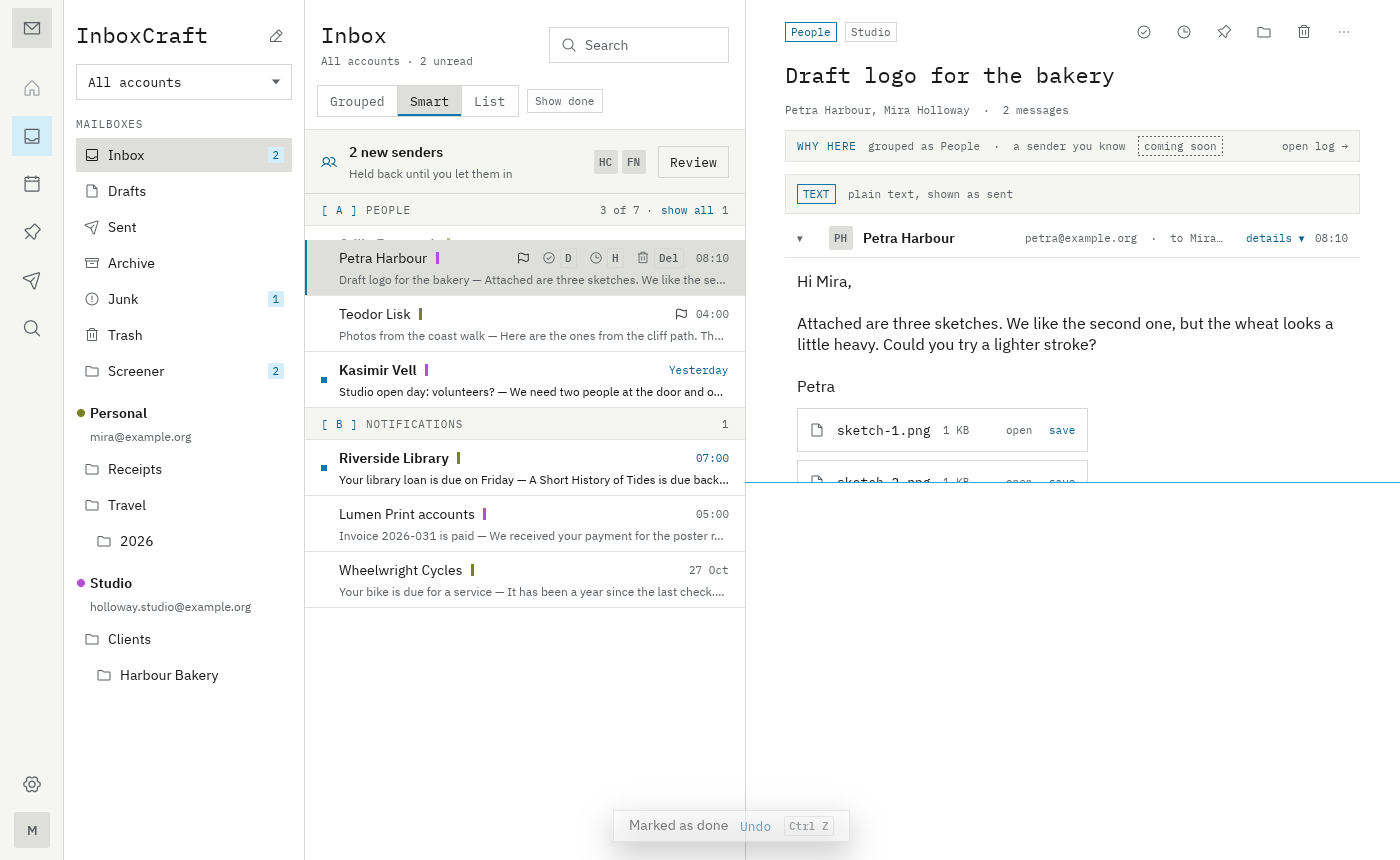 InboxCraft
All accounts
MAILBOXES
Inbox 2
Drafts
Sent
Archive
Junk 1
Trash
Screener 2
Personal
mira@example.org
Receipts
Travel
2026
Studio
holloway.studio@example.org
Clients
Harbour Bakery
M
Inbox
All accounts · 2 unread
Search
Grouped Smart List Show done
2 new senders
Held back until you let them in
HC FN Review
[ A ] PEOPLE 3 of 7 · show all 1
Petra Harbour D H Del 08:10
Draft logo for the bakery — Attached are three sketches. We like the se…
Teodor Lisk 04:00
Photos from the coast walk — Here are the ones from the cliff path. Th…
Kasimir Vell Yesterday
Studio open day: volunteers? — We need two people at the door and o…
[ B ] NOTIFICATIONS 1
Riverside Library 07:00
Your library loan is due on Friday — A Short History of Tides is due back…
Lumen Print accounts 05:00
Invoice 2026-031 is paid — We received your payment for the poster r…
Wheelwright Cycles 27 Oct
Your bike is due for a service — It has been a year since the last check.…
People Studio
Draft logo for the bakery
Petra Harbour, Mira Holloway · 2 messages
WHY HERE grouped as People · a sender you know coming soon open log →
TEXT plain text, shown as sent
▾ PH Petra Harbour petra@example.org · to Mira… details ▾ 08:10
Hi Mira,
Attached are three sketches. We like the second one, but the wheat looks a
little heavy. Could you try a lighter stroke?
Petra
sketch-1.png 1 KB open save
sketch-2.png 1 KB open save
Marked as done Undo Ctrl Z